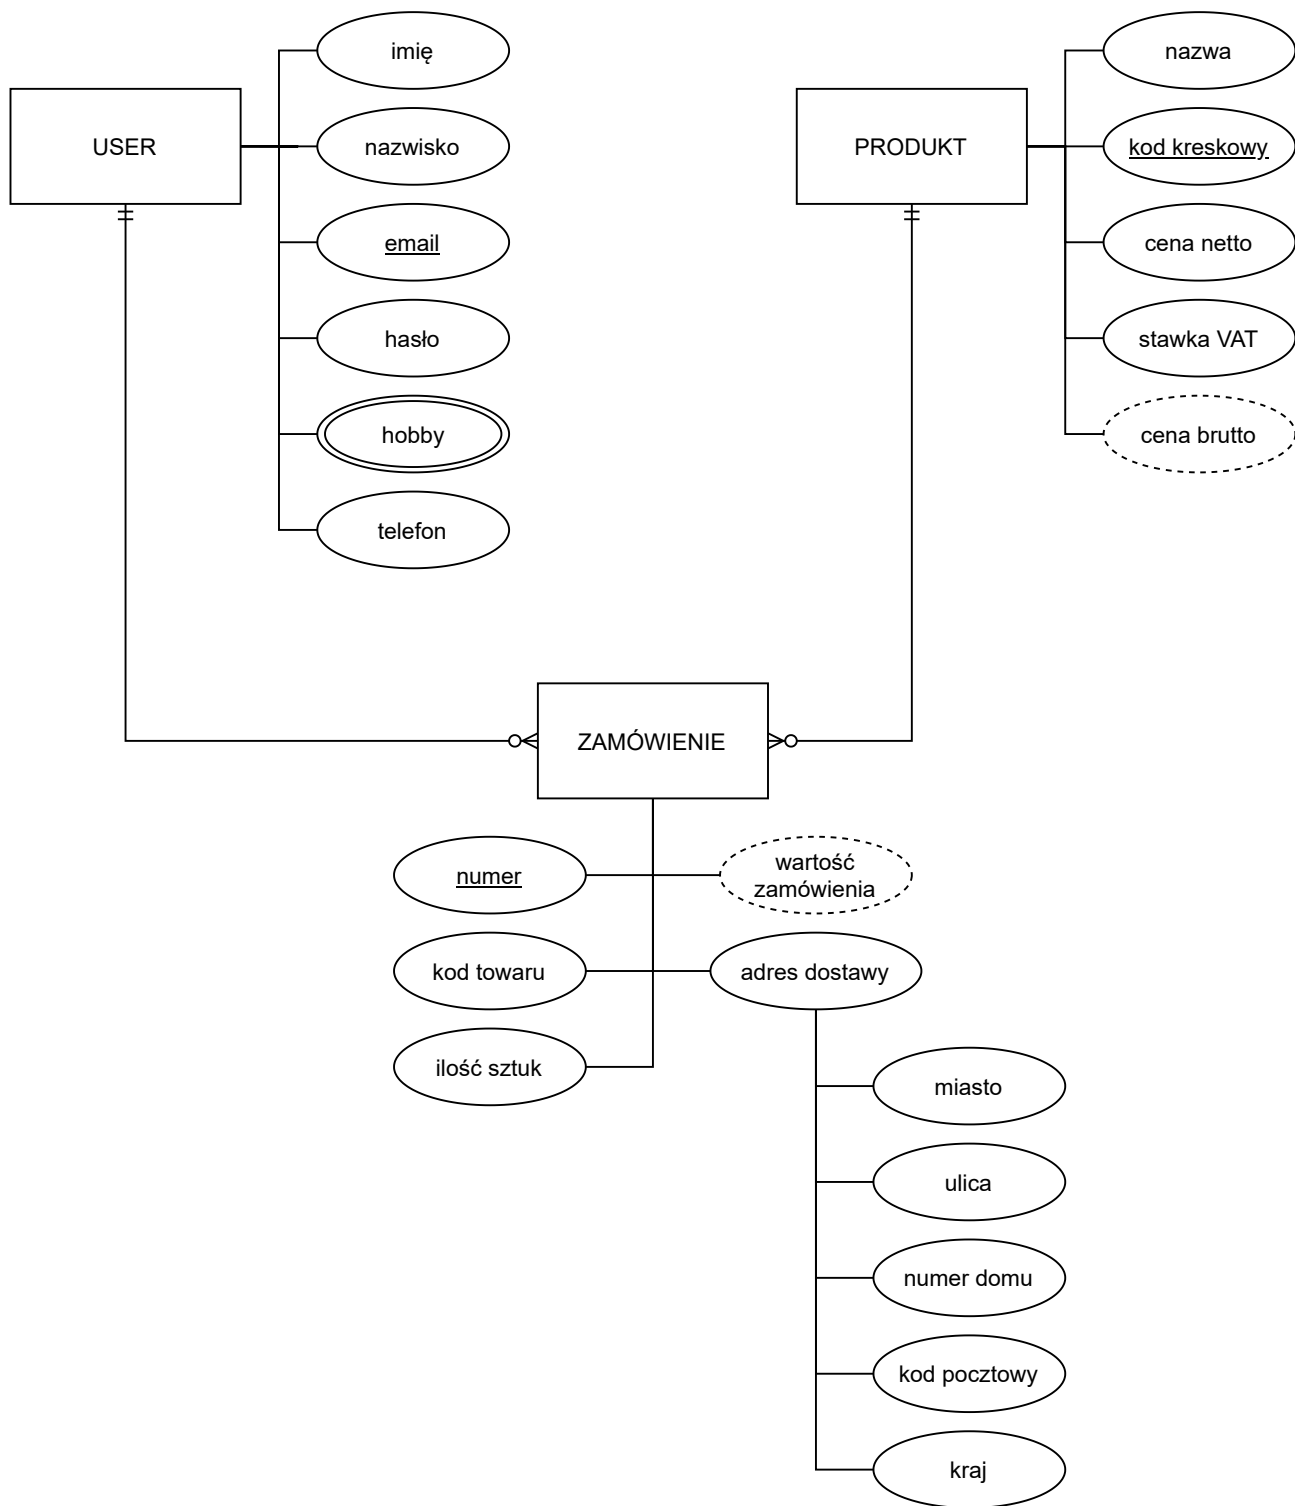 imię
nazwa
USER
nazwisko
PRODUKT
kod kreskowy
email
cena netto
hasło
stawka VAT
hobby
cena brutto
telefon
ZAMÓWIENIE
numer
wartość
zamówienia
kod towaru
adres dostawy
ilość sztuk
miasto
ulica
numer domu
kod pocztowy
kraj